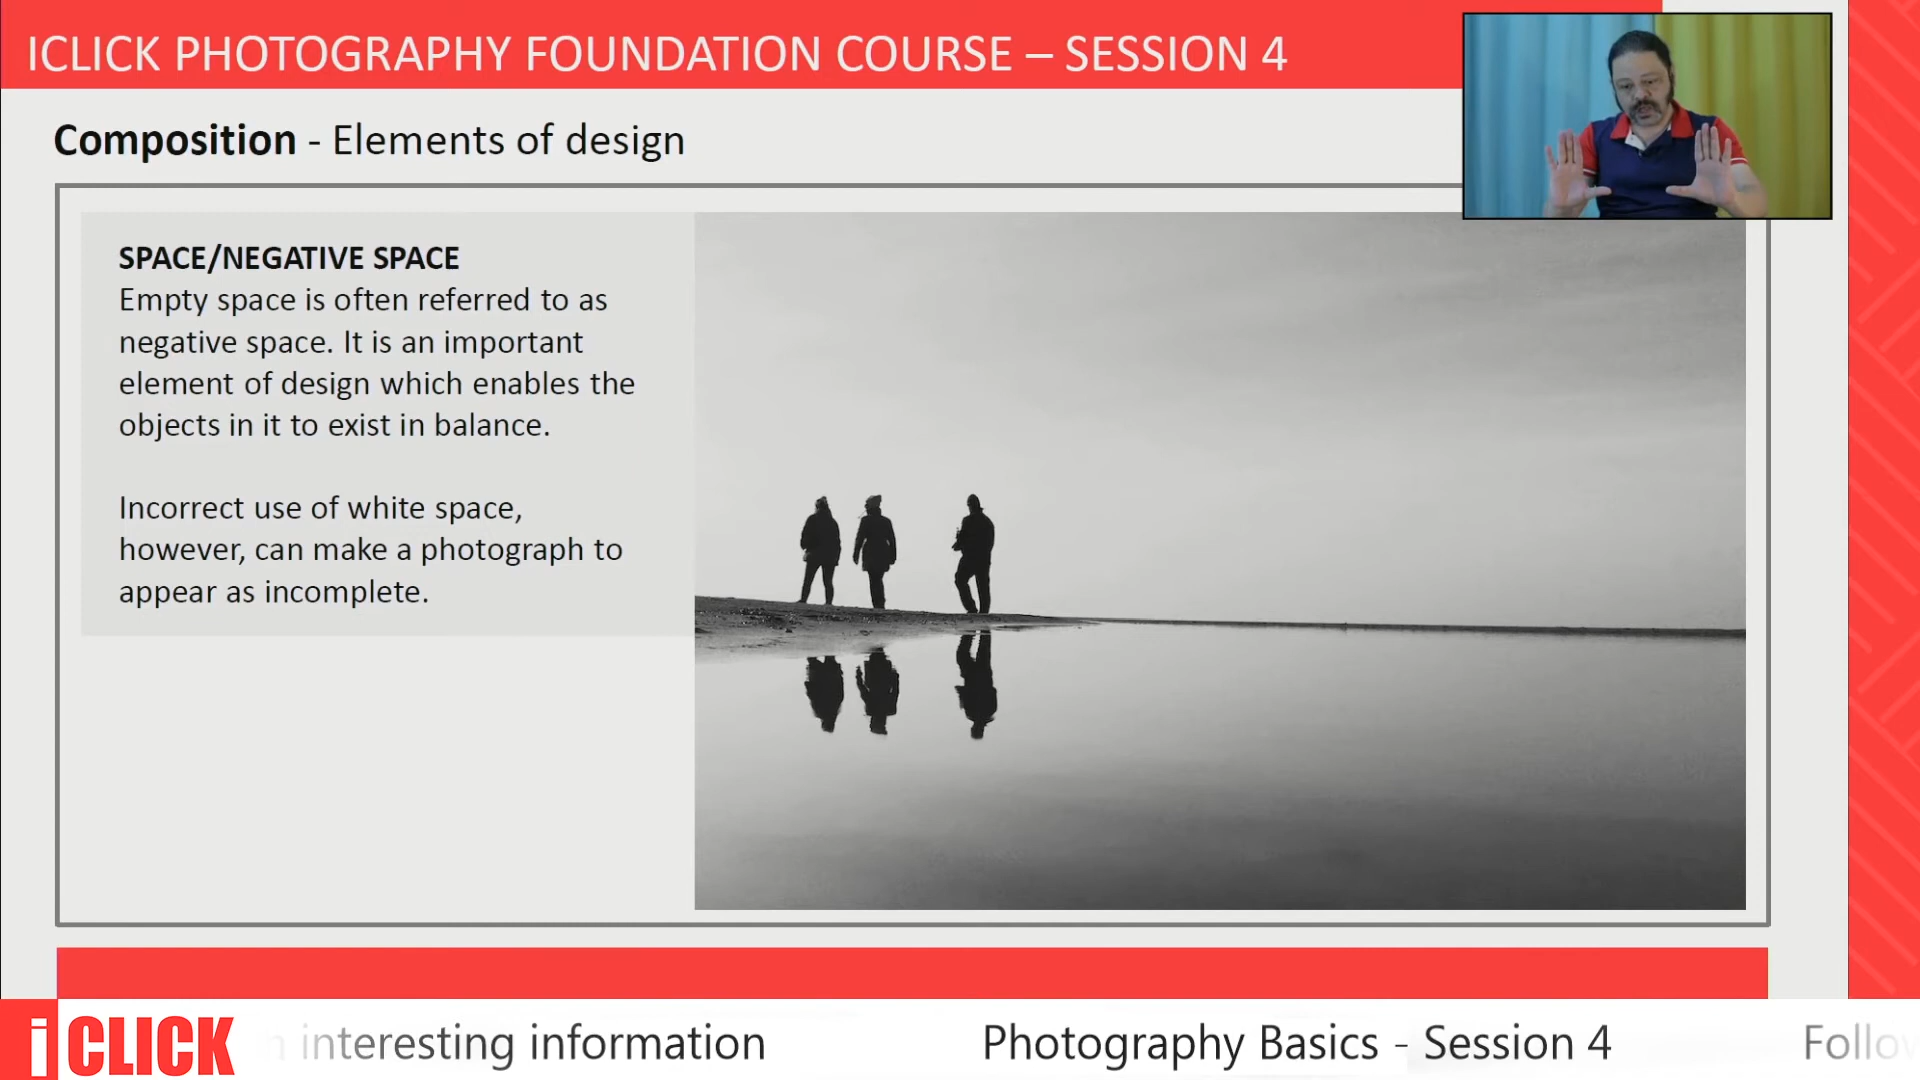 ICLICK PHOTOGRAPHY FOUNDATION COURSE – SESSION 4
Composition - Elements of design
SPACE/NEGATIVE SPACE
Empty space is often referred to as
negative space. It is an important
element of design which enables the
objects in it to exist in balance.
Incorrect use of white space,
however, can make a photograph to
appear as incomplete.
iCLICK
interesting information
Photography Basics - Session 4